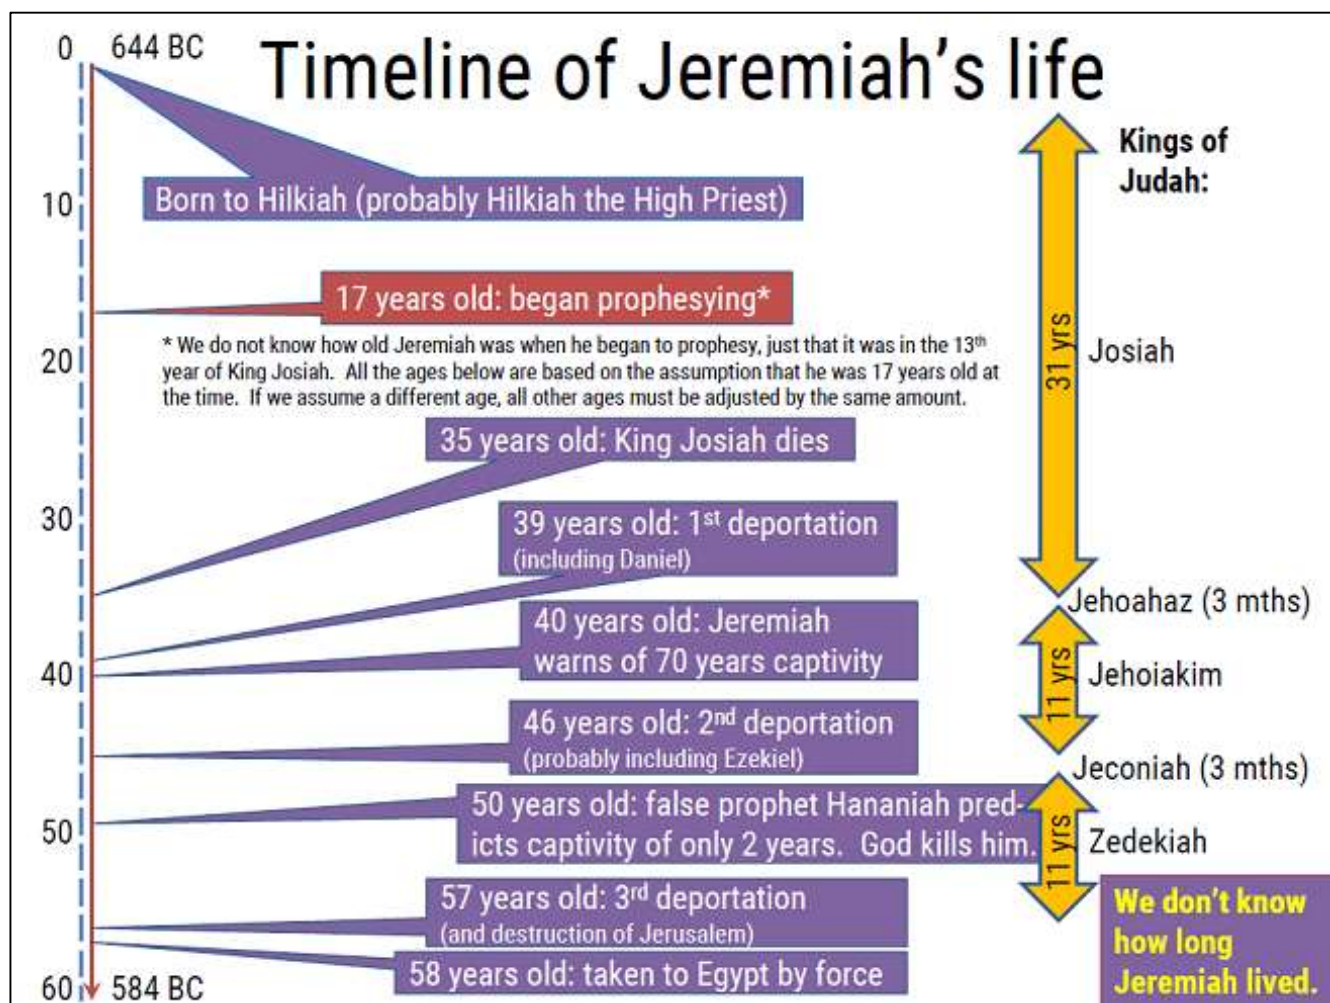 0
644 BC
Timeline of Jeremiah's life
Kings of
Judah:
Born to Hilkiah (probably Hilkiah the High Priest)
10
17 years old: began prophesying*
* We do not know how old Jeremiah was when he began to prophesy, just that it was in the 13th
year of King Josiah. All the ages below are based on the assumption that he was 17 years old at
the time. If we assume a different age, all other ages must be adjusted by the same amount.
20
31 yrs
Josiah
35 years old: King Josiah dies
30
39 years old: 1st deportation
(including Daniel)
Jehoahaz (3 mths)
40 years old: Jeremiah
warns of 70 years captivity
40
11 yrs
Jehoiakim
46 years old: 2nd deportation
(probably including Ezekiel)
Jeconiah (3 mths)
50 years old: false prophet Hananiah pred-
icts captivity of only 2 years. God kills him.
50
11 yrs
Zedekiah
57 years old: 3rd deportation
(and destruction of Jerusalem)
58 years old: taken to Egypt by force
60
584 BC
We don't know
how long
Jeremiah lived.